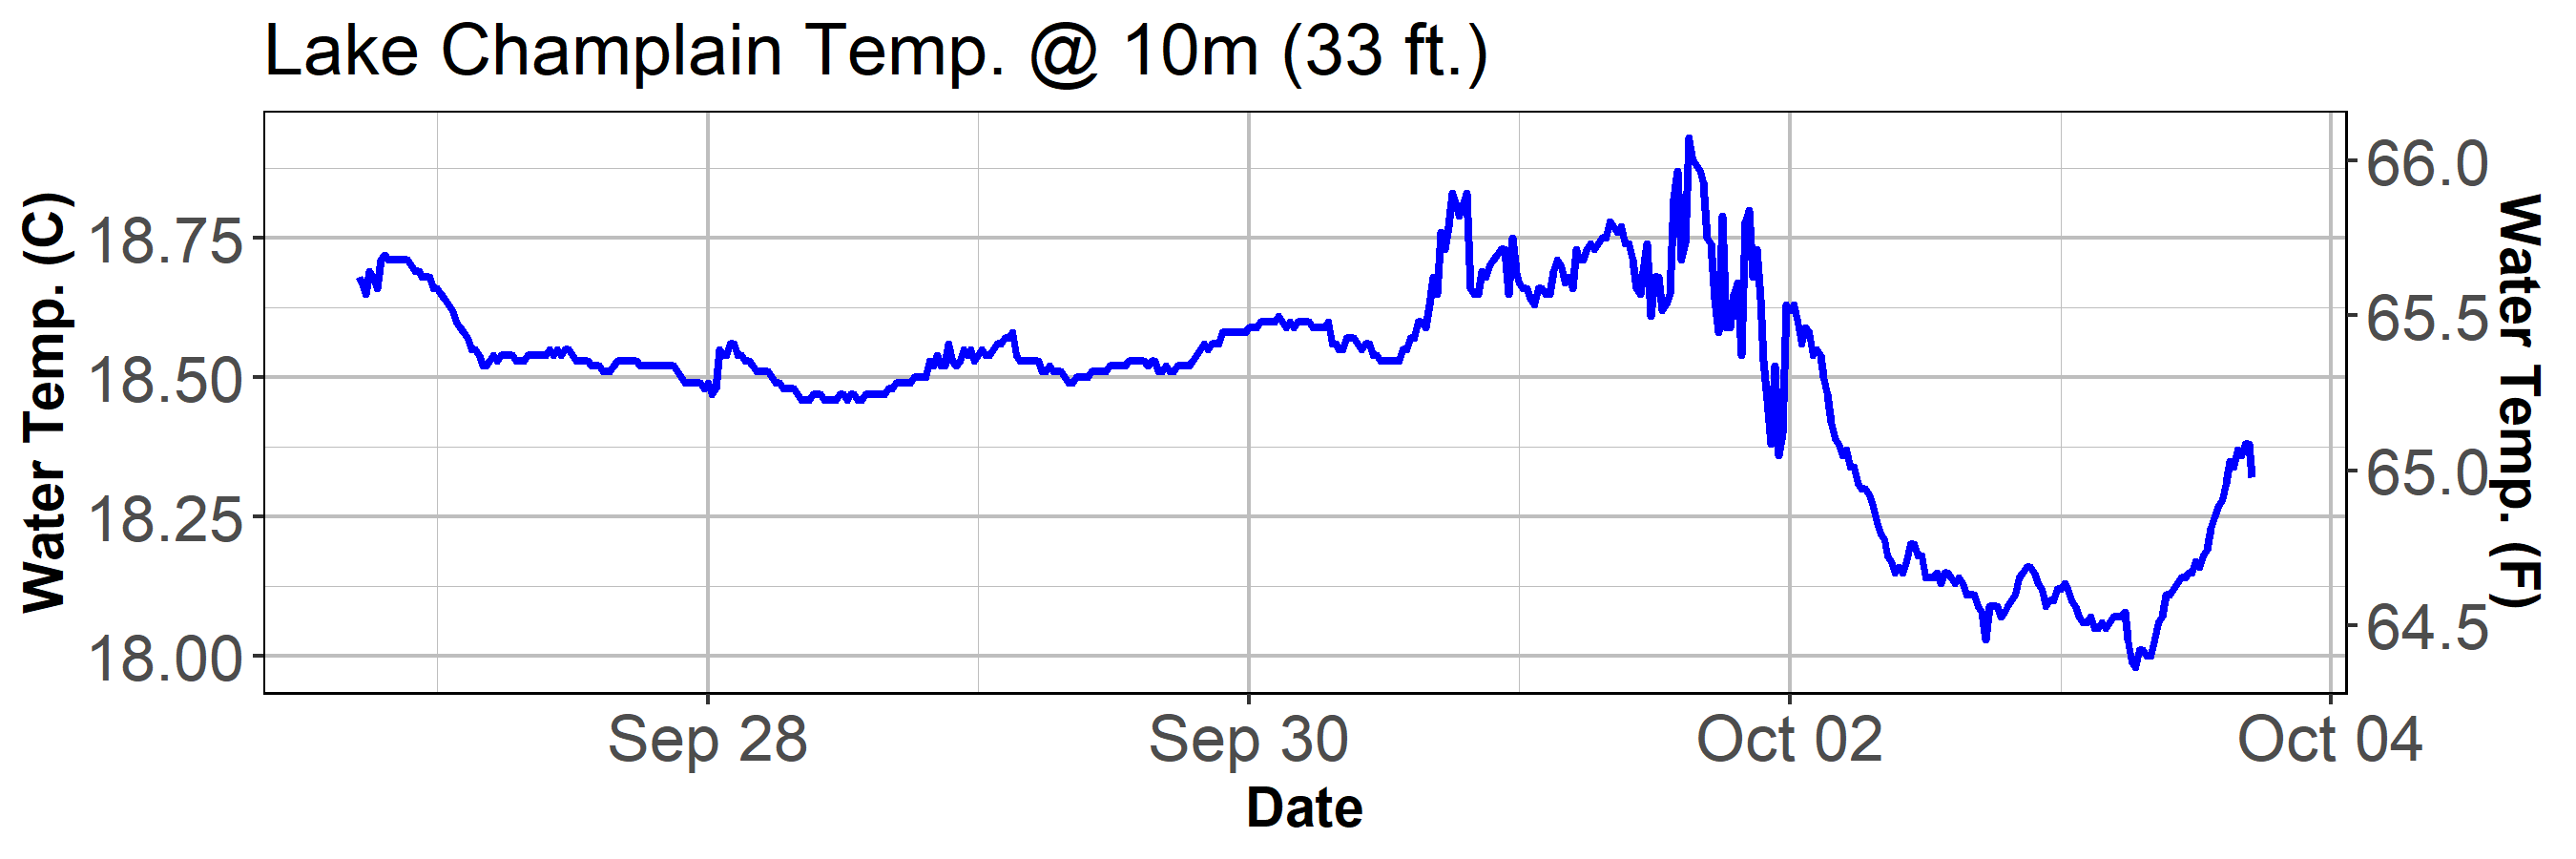 Lake Champlain Temp. @ 10m (33 ft.)
Water Temp. (C)
18.75
18.50
18.25
18.00
66.0
65.5
65.0
64.5
Water Temp. (F)
Sep 28
Sep 30
Oct 02
Oct 04
Date